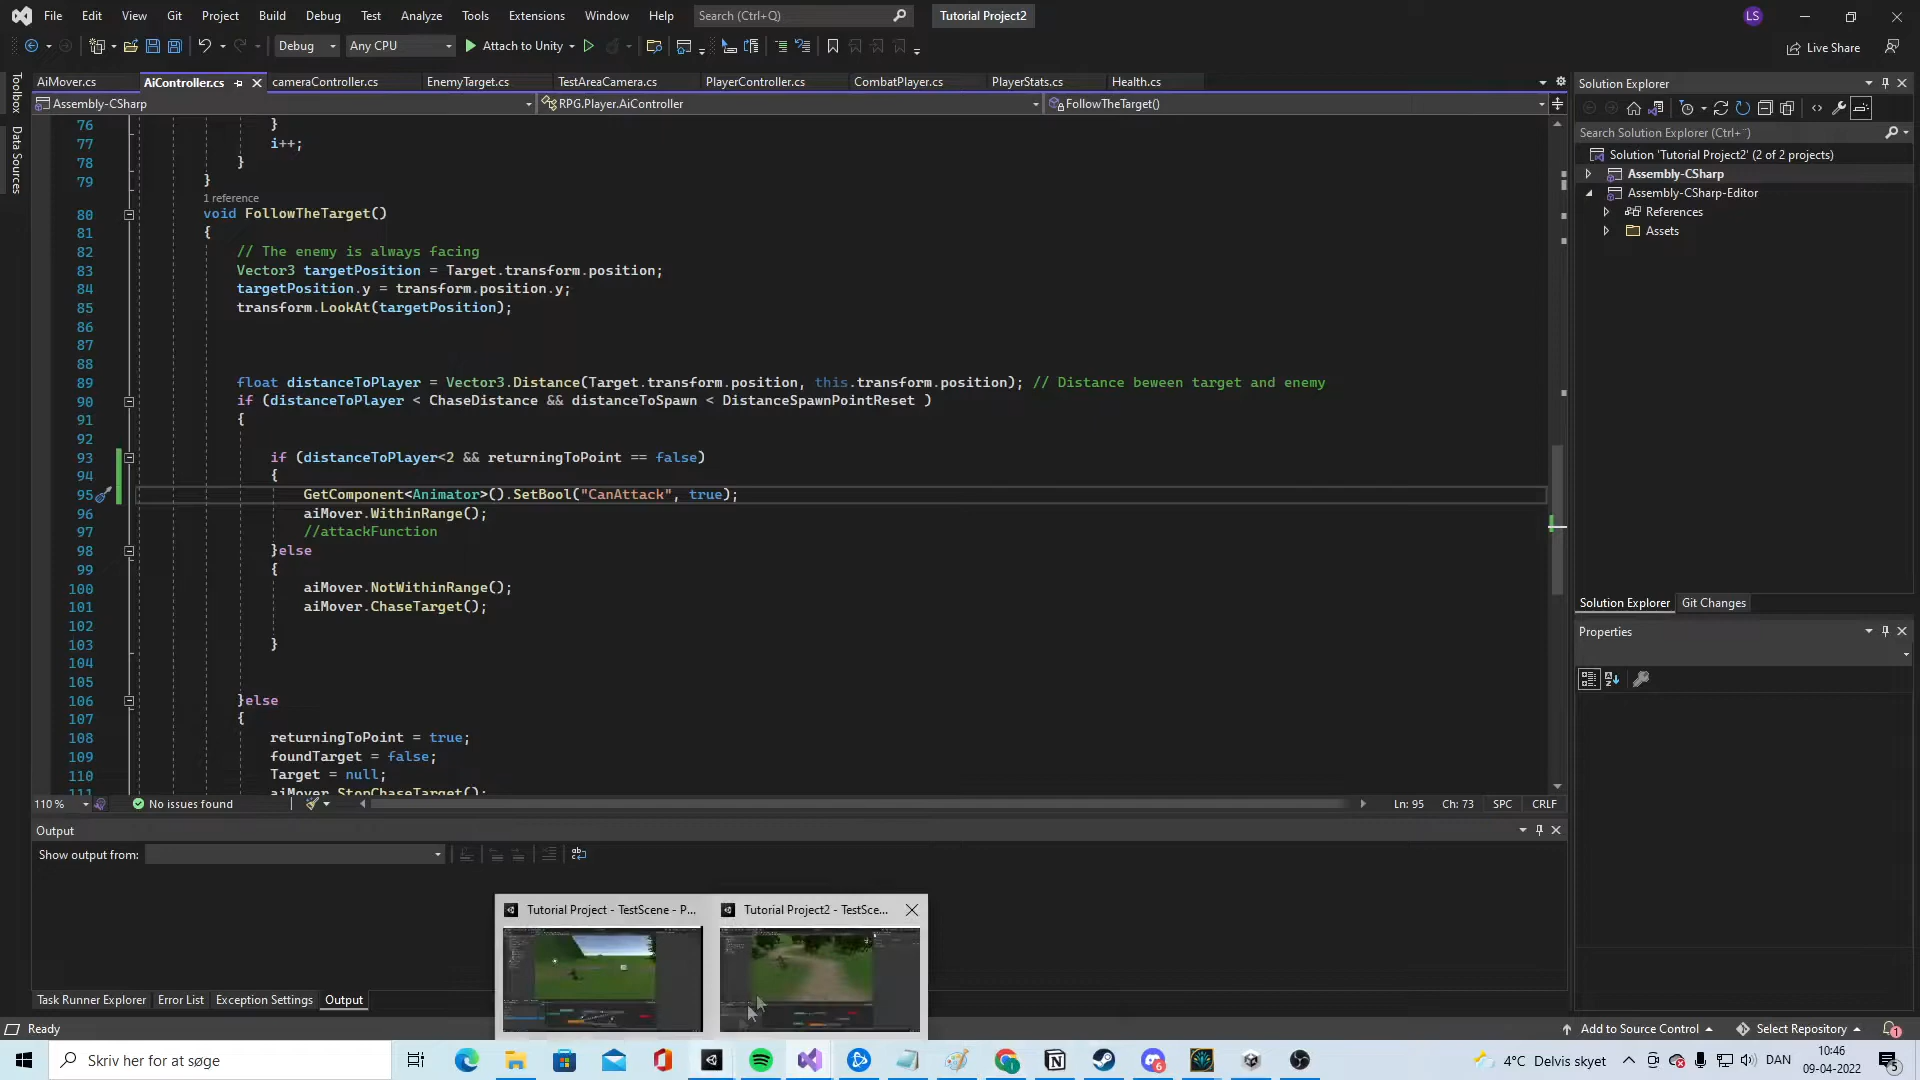 File Edit View Git Project Build Debug Test Analyze Tools Extensions Window Help Search (Ctrl+Q) Tutorial Project2 LS
Debug Any CPU Attach to Unity Live Share
AiMover.cs AiController.cs cameraController.cs EnemyTarget.cs TestAreaCamera.cs PlayerController.cs CombatPlayer.cs PlayerStats.cs Health.cs
Assembly-CSharp RPG.Player.AiController FollowTheTarget()
Toolbox
Data Sources
76 }
77 i++;
78 }
79 }
1 reference
80 void FollowTheTarget()
81 {
82 // The enemy is always facing
83 Vector3 targetPosition = Target.transform.position;
84 targetPosition.y = transform.position.y;
85 transform.LookAt(targetPosition);
86
87
88
89 float distanceToPlayer = Vector3.Distance(Target.transform.position, this.transform.position); // Distance beween target and enemy
90 if (distanceToPlayer < ChaseDistance && distanceToSpawn < DistanceSpawnPointReset )
91 {
92
93 if (distanceToPlayer<2 && returningToPoint == false)
94 {
95 GetComponent<Animator>().SetBool("CanAttack", true);
96 aiMover.WithinRange();
97 //attackFunction
98 }else
99 {
100 aiMover.NotWithinRange();
101 aiMover.ChaseTarget();
102
103 }
104
105
106 }else
107 {
108 returningToPoint = true;
109 foundTarget = false;
110 Target = null;
111 aiMover.StopChaseTarget();
110 % No issues found Ln: 95 Ch: 73 SPC CRLF
Output
Show output from:
Task Runner Explorer Error List Exception Settings Output
Ready
Solution Explorer
Search Solution Explorer (Ctrl+¨)
Solution 'Tutorial Project2' (2 of 2 projects)
Assembly-CSharp
Assembly-CSharp-Editor
References
Assets
Solution Explorer Git Changes
Properties
Add to Source Control Select Repository 1
Tutorial Project - TestScene - P... Tutorial Project2 - TestSce...
Skriv her for at søge
4°C Delvis skyet DAN 10:46
09-04-2022 5